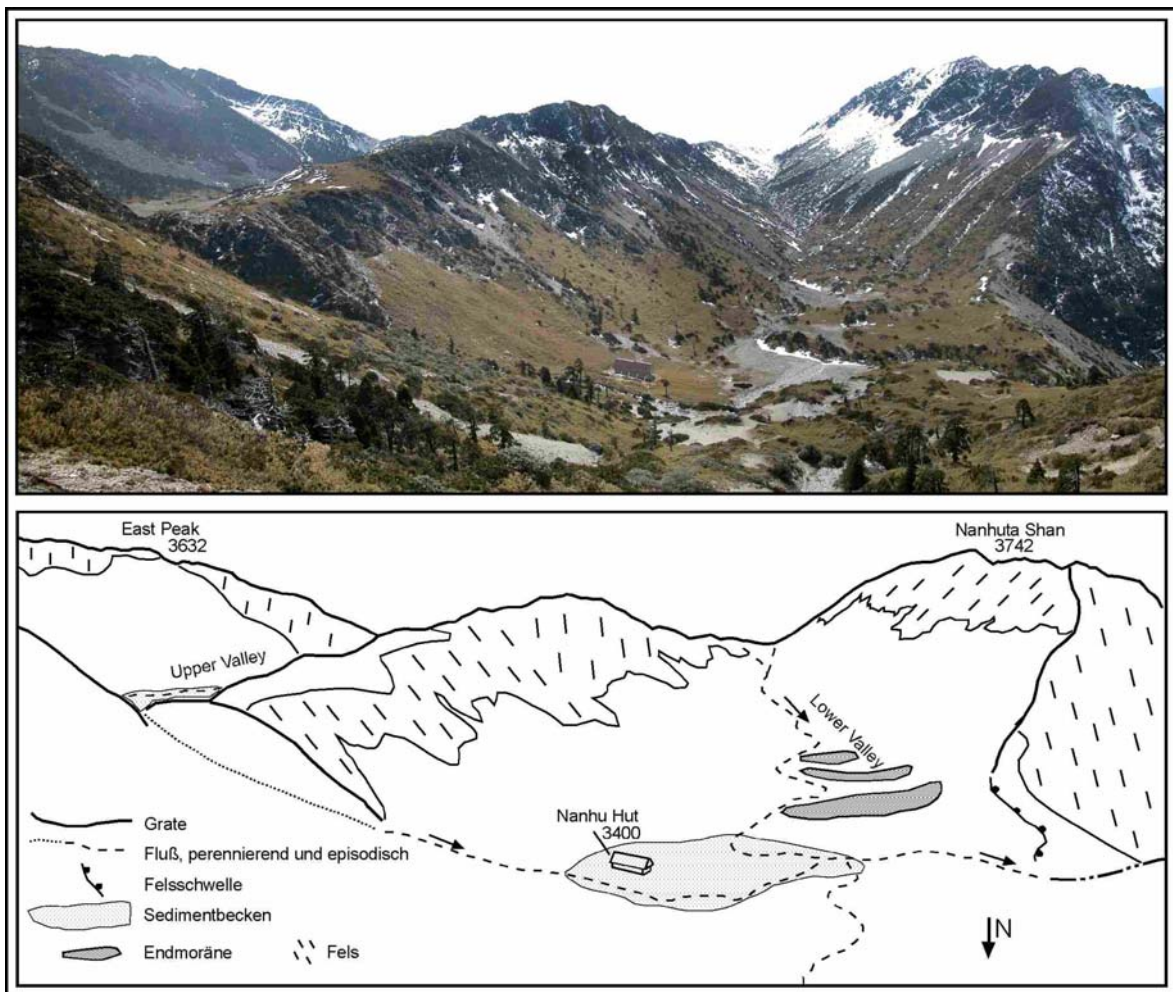 East Peak
3632
Nanhuta Shan
3742
Upper Valley
Lower Valley
Nanhu Hut
3400
Grate
Fluß, perennierend und episodisch
Felsschwelle
Sedimentbecken
Endmoräne
Fels
N